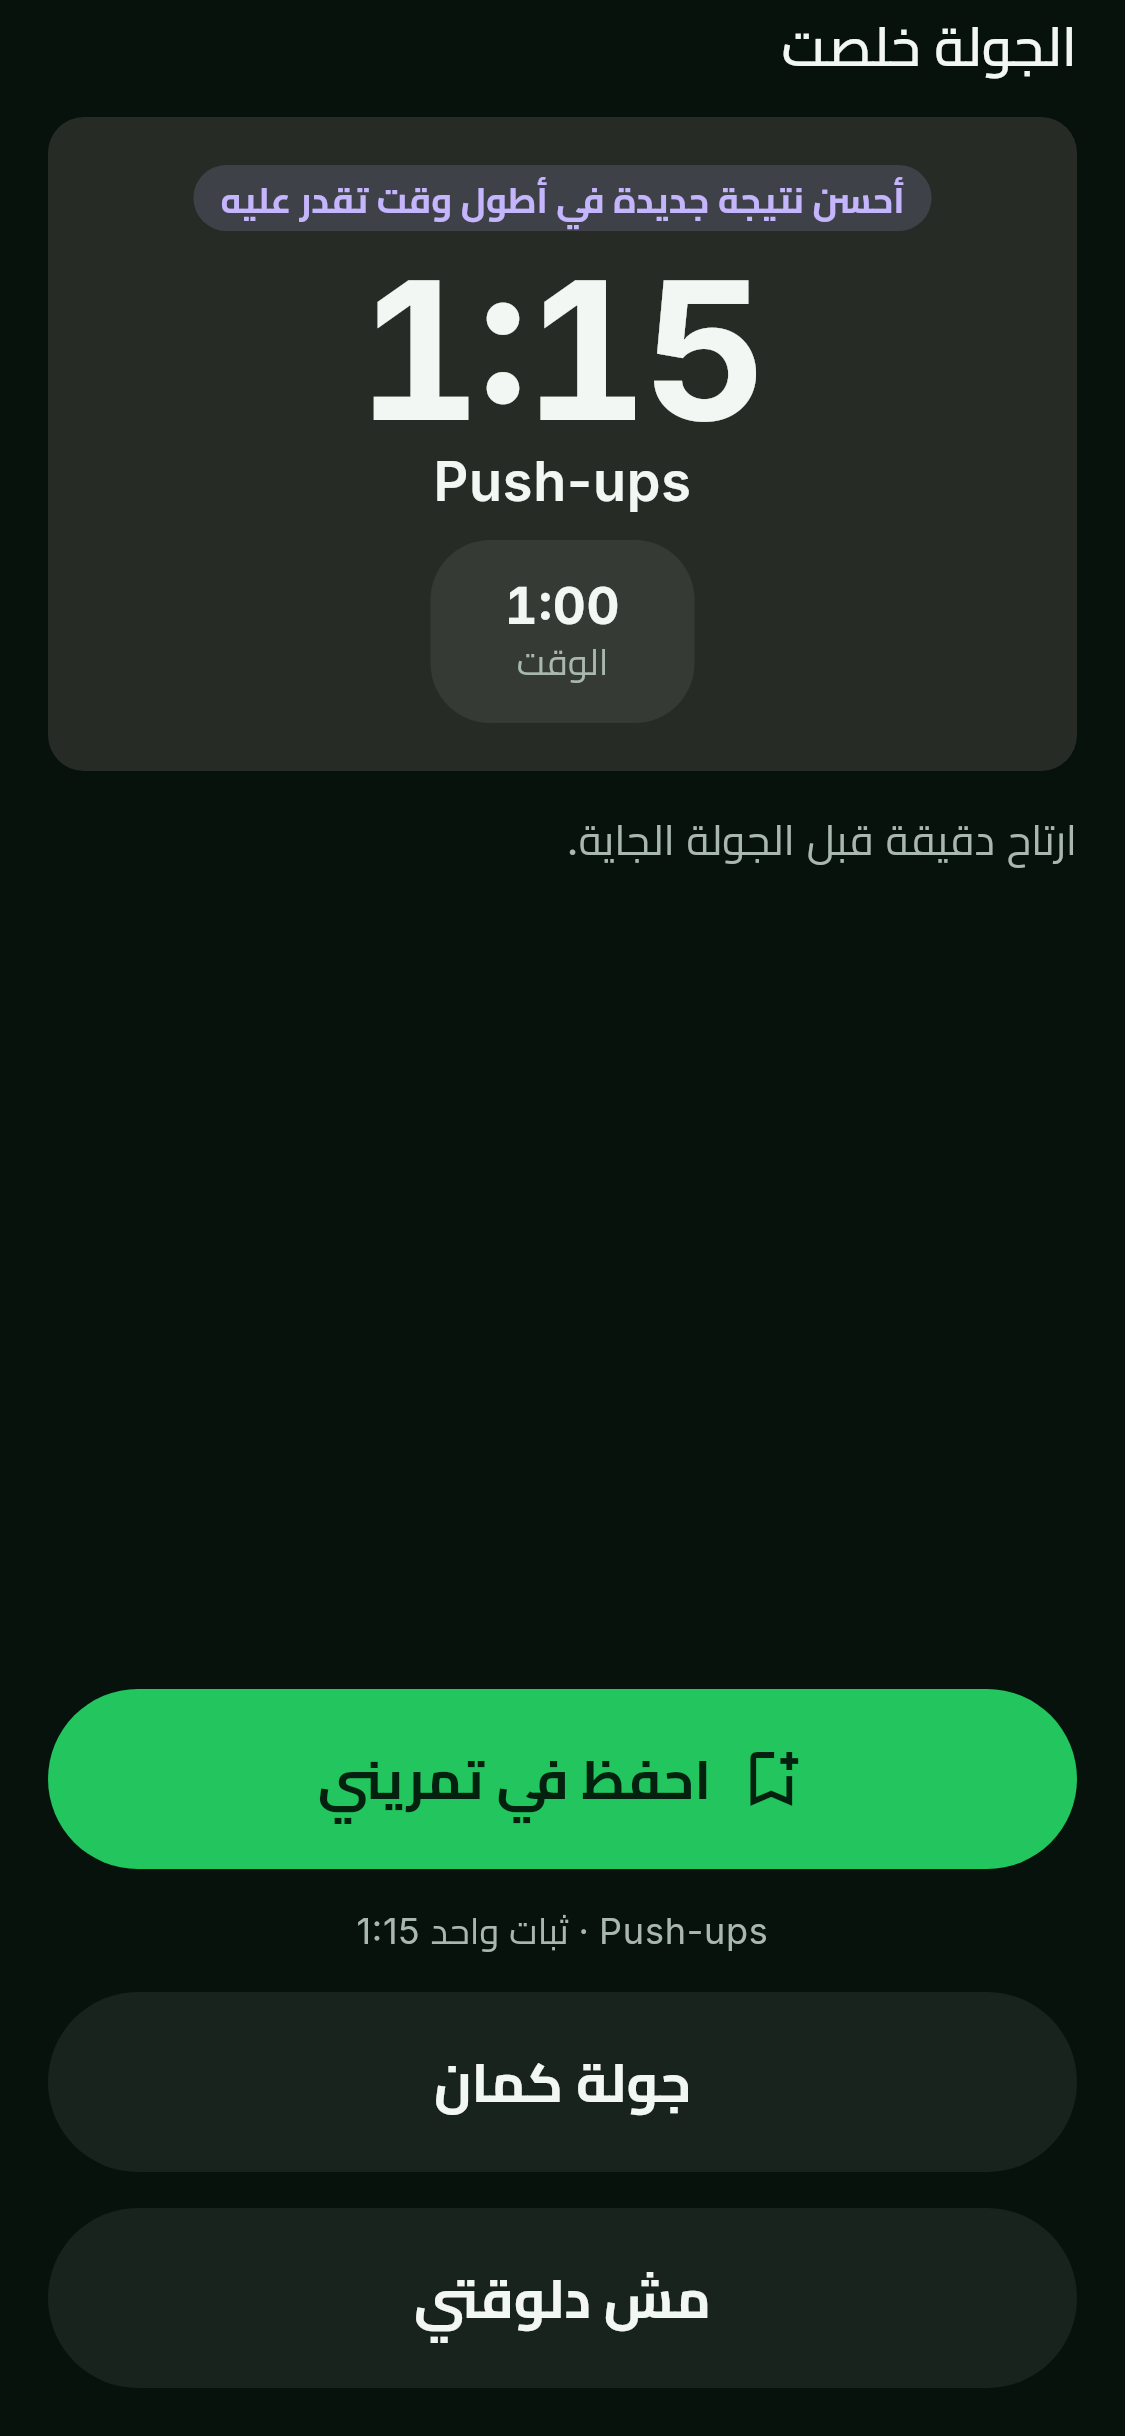 الجولة خلصت
أحسن نتيجة جديدة في أطول وقت تقدر عليه
1:15
Push-ups
1:00
الوقت
ارتاح دقيقة قبل الجولة الجاية.
احفظ في تمريني
Push-ups · ثبات واحد 1:15
جولة كمان
مش دلوقتي